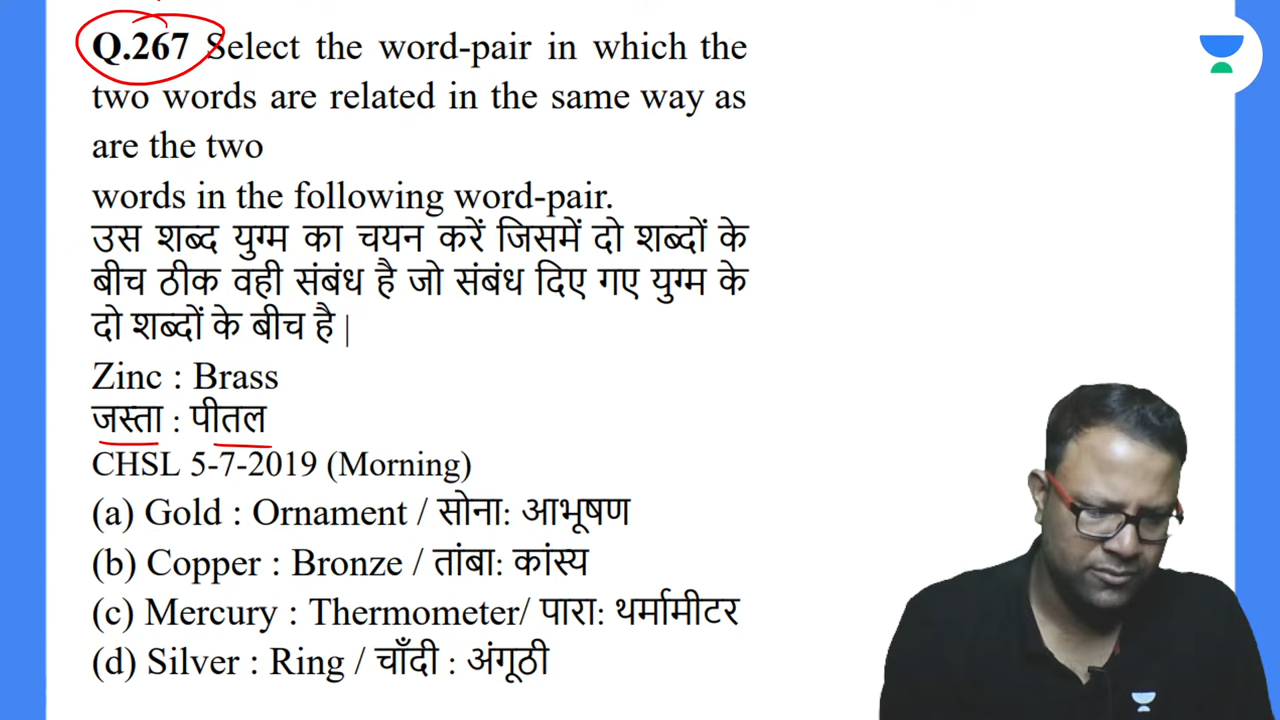 Q.267 Select the word-pair in which the
two words are related in the same way as
are the two
words in the following word-pair.
उस शब्द युग्म का चयन करें जिसमें दो शब्दों के
बीच ठीक वही संबंध है जो संबंध दिए गए युग्म के
दो शब्दों के बीच है |
Zinc : Brass
जस्ता : पीतल
CHSL 5-7-2019 (Morning)
(a) Gold : Ornament / सोना: आभूषण
(b) Copper : Bronze / तांबा: कांस्य
(c) Mercury : Thermometer/ पारा: थर्मामीटर
(d) Silver : Ring / चाँदी : अंगूठी